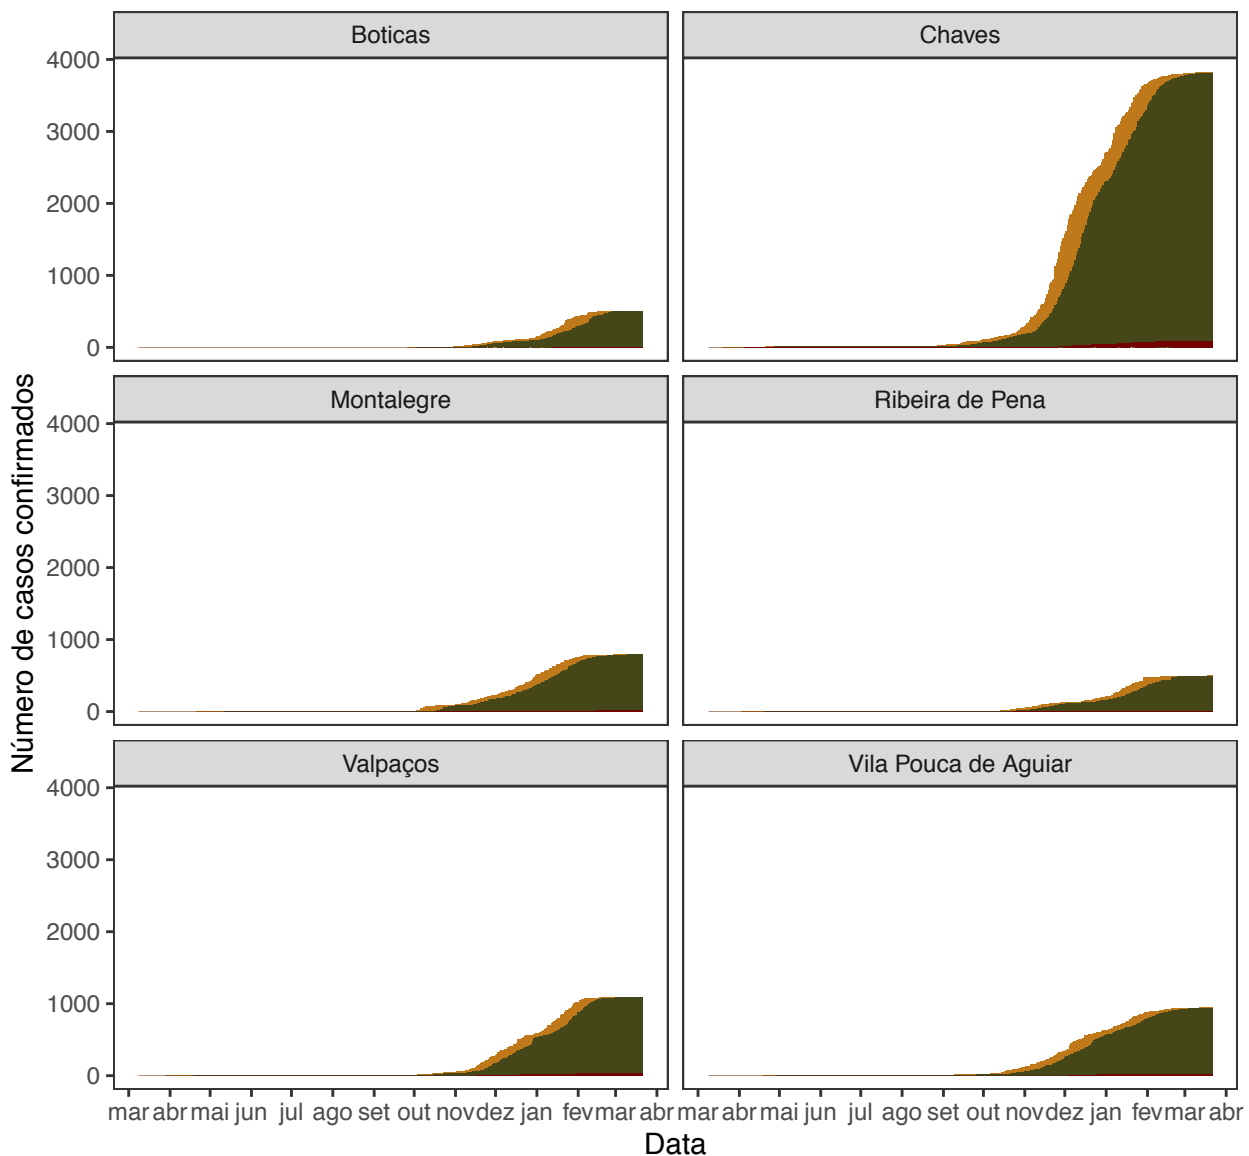 Boticas
Chaves
4000
3000
2000
1000
0
Montalegre
Ribeira de Pena
4000
3000
2000
1000
0
Valpaços
Vila Pouca de Aguiar
4000
3000
2000
1000
0
mar abr mai jun jul ago set out nov dez jan fev mar abr
mar abr mai jun jul ago set out nov dez jan fev mar abr
Data
Número de casos confirmados